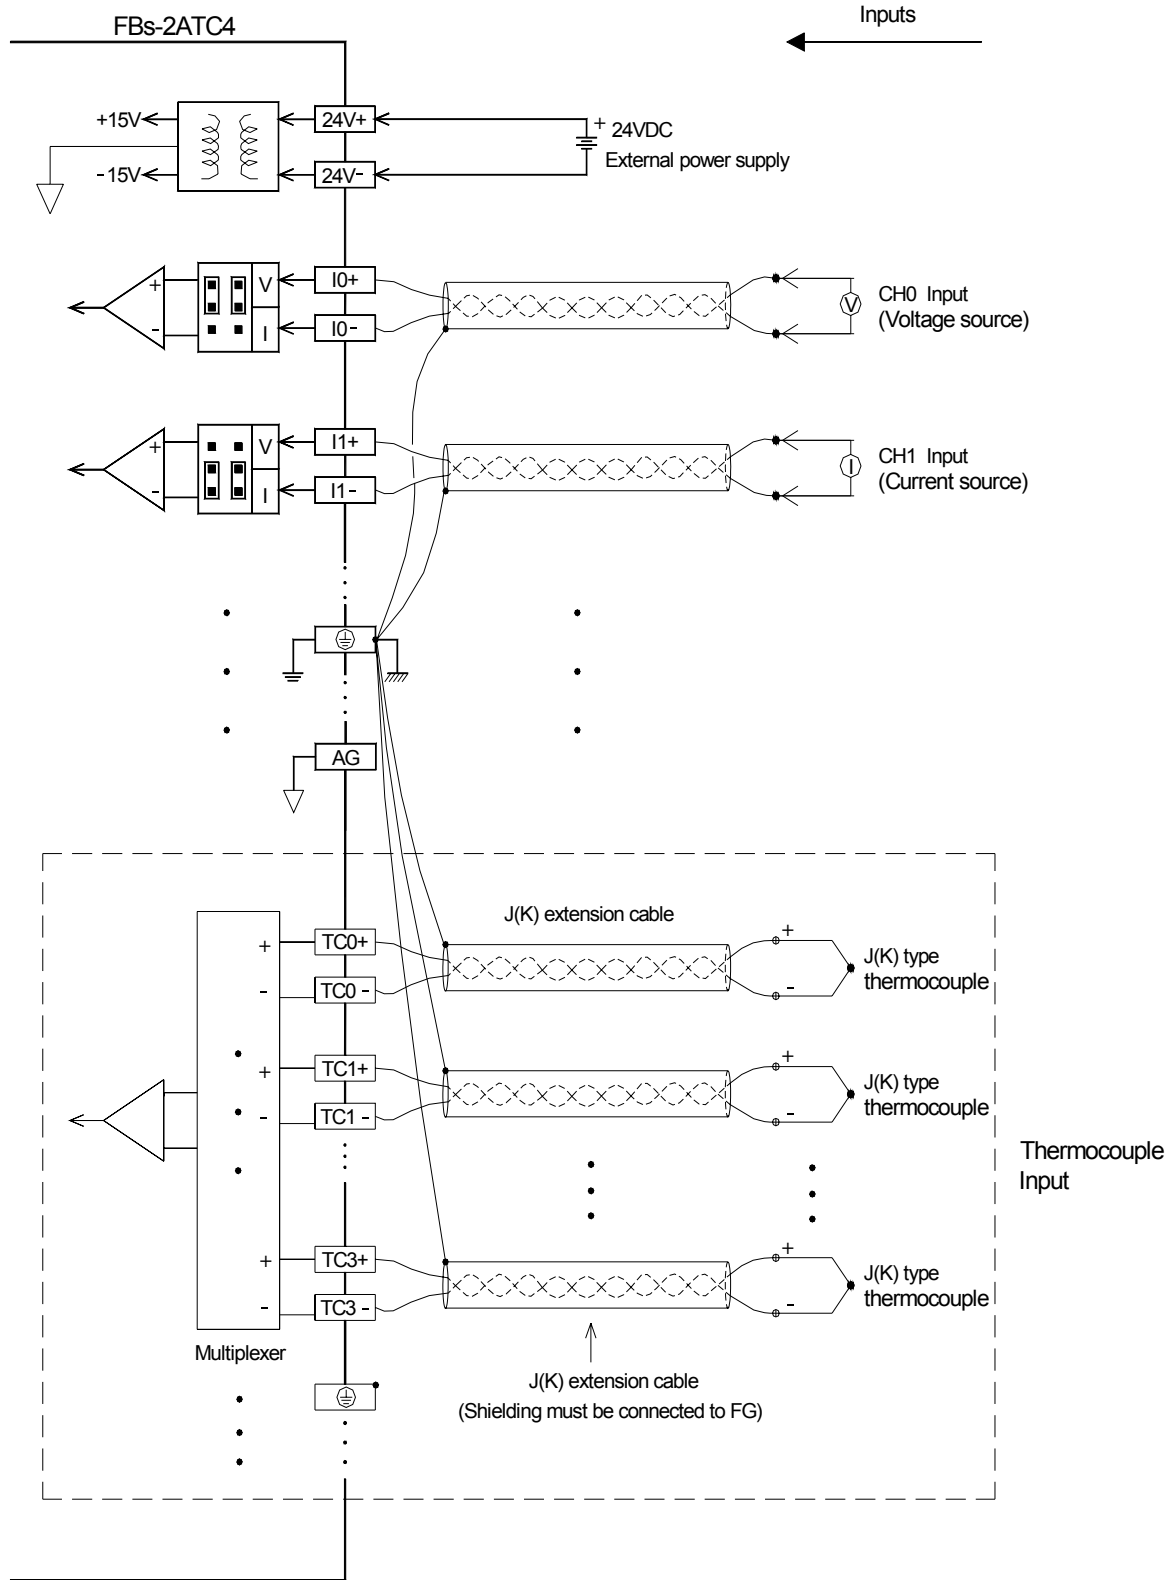 FBs-2ATC4
Inputs
+15V
24V+
+ 24VDC
External power supply
-15V
24V-
+
-
V
I
I0+
I0-
V
CH0 Input
(Voltage source)
+
-
V
I
I1+
I1-
I
CH1 Input
(Current source)
AG
J(K) extension cable
+
-
TC0+
TC0 -
+
-
J(K) type
thermocouple
+
-
TC1+
TC1 -
+
-
J(K) type
thermocouple
Thermocouple
Input
+
-
TC3+
TC3 -
+
-
J(K) type
thermocouple
Multiplexer
J(K) extension cable
(Shielding must be connected to FG)